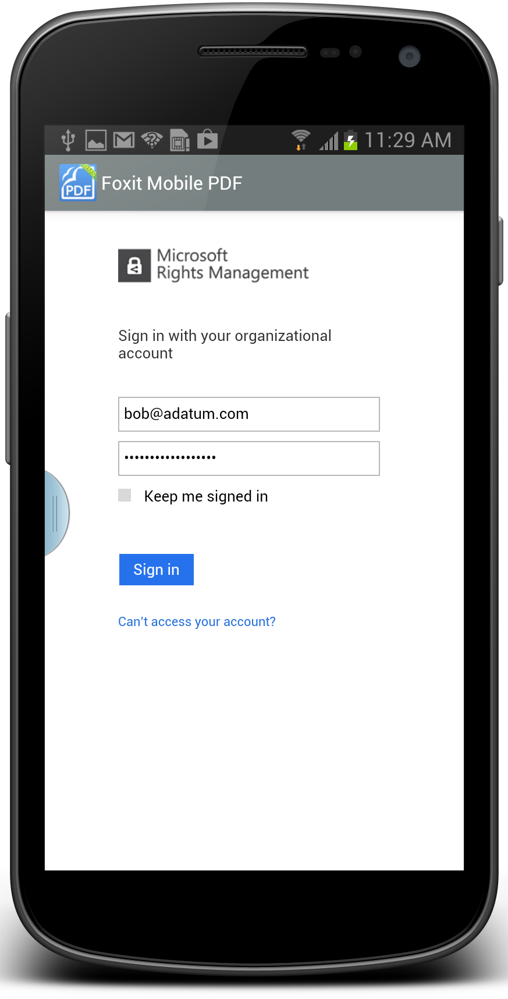 11:29 AM
RMS
PDF
Foxit Mobile PDF
Microsoft
Rights Management
Sign in with your organizational
account
bob@adatum.com
••••••••••••••••••
Keep me signed in
Sign in
Can't access your account?